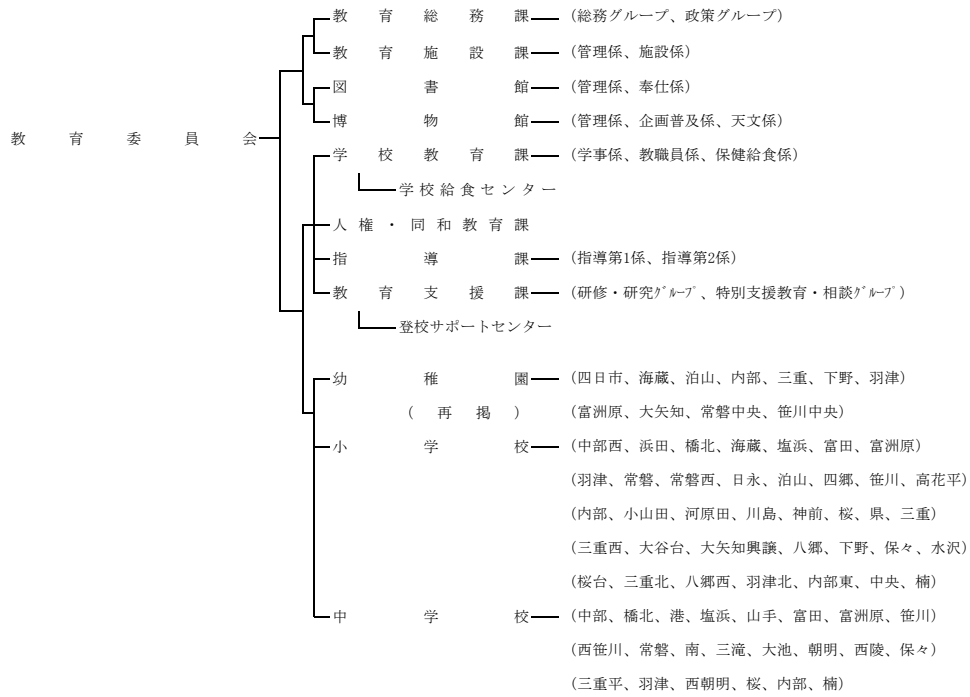 教育総務課 (総務グループ、政策グループ)
教育施設課 (管理係、施設係)
図書館 (管理係、奉仕係)
博物館 (管理係、企画普及係、天文係)
教育委員会
学校教育課 (学事係、教職員係、保健給食係)
学校給食センター
人権・同和教育課
指導課 (指導第1係、指導第2係)
教育支援課 (研修・研究ｸﾞﾙｰﾌﾟ、特別支援教育・相談ｸﾞﾙｰﾌﾟ)
登校サポートセンター
幼稚園 (四日市、海蔵、泊山、内部、三重、下野、羽津)
(再掲) (富洲原、大矢知、常磐中央、笹川中央)
小学校 (中部西、浜田、橋北、海蔵、塩浜、富田、富洲原)
(羽津、常磐、常磐西、日永、泊山、四郷、笹川、高花平)
(内部、小山田、河原田、川島、神前、桜、県、三重)
(三重西、大谷台、大矢知興譲、八郷、下野、保々、水沢)
(桜台、三重北、八郷西、羽津北、内部東、中央、楠)
中学校 (中部、橋北、港、塩浜、山手、富田、富洲原、笹川)
(西笹川、常磐、南、三滝、大池、朝明、西陵、保々)
(三重平、羽津、西朝明、桜、内部、楠)